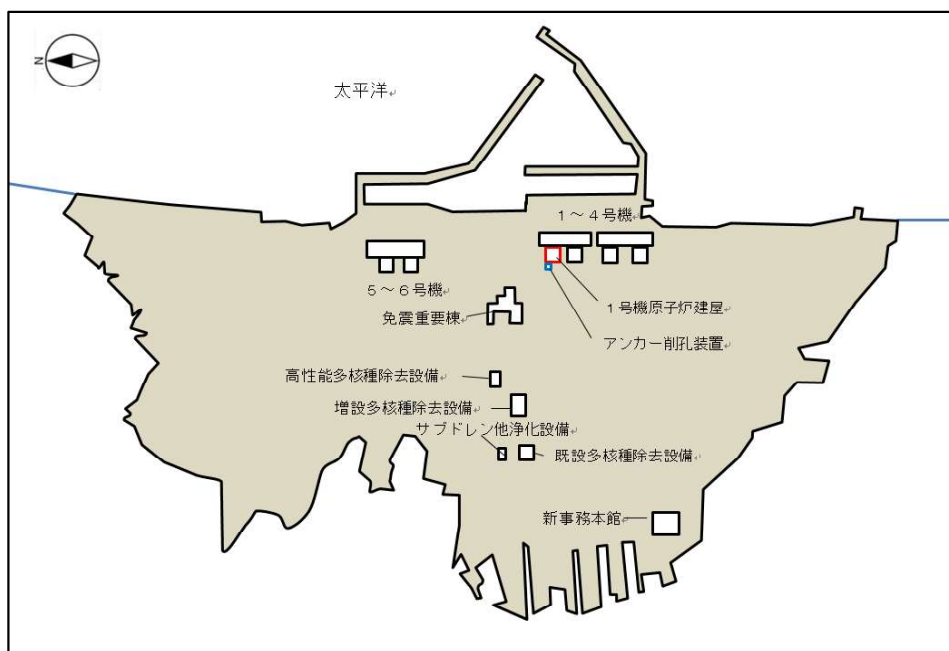 N
太平洋
1~4号機
5~6号機
1号機原子炉建屋
免震重要棟
アンカー削孔装置
高性能多核種除去設備
増設多核種除去設備
サブドレン他浄化設備
既設多核種除去設備
新事務本館